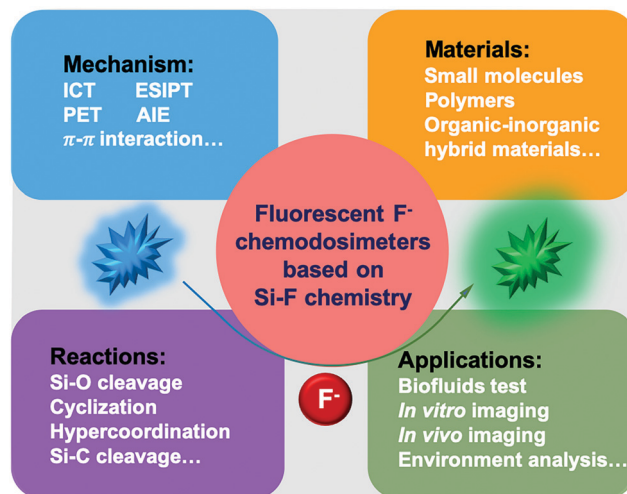 Mechanism:
ICT ESIPT
PET AIE
π-π interaction...
Materials:
Small molecules
Polymers
Organic-inorganic
hybrid materials...
Fluorescent F-
chemodosimeters
based on
Si-F chemistry
Reactions:
Si-O cleavage
Cyclization
Hypercoordination
Si-C cleavage...
F-
Applications:
Biofluids test
In vitro imaging
In vivo imaging
Environment analysis...